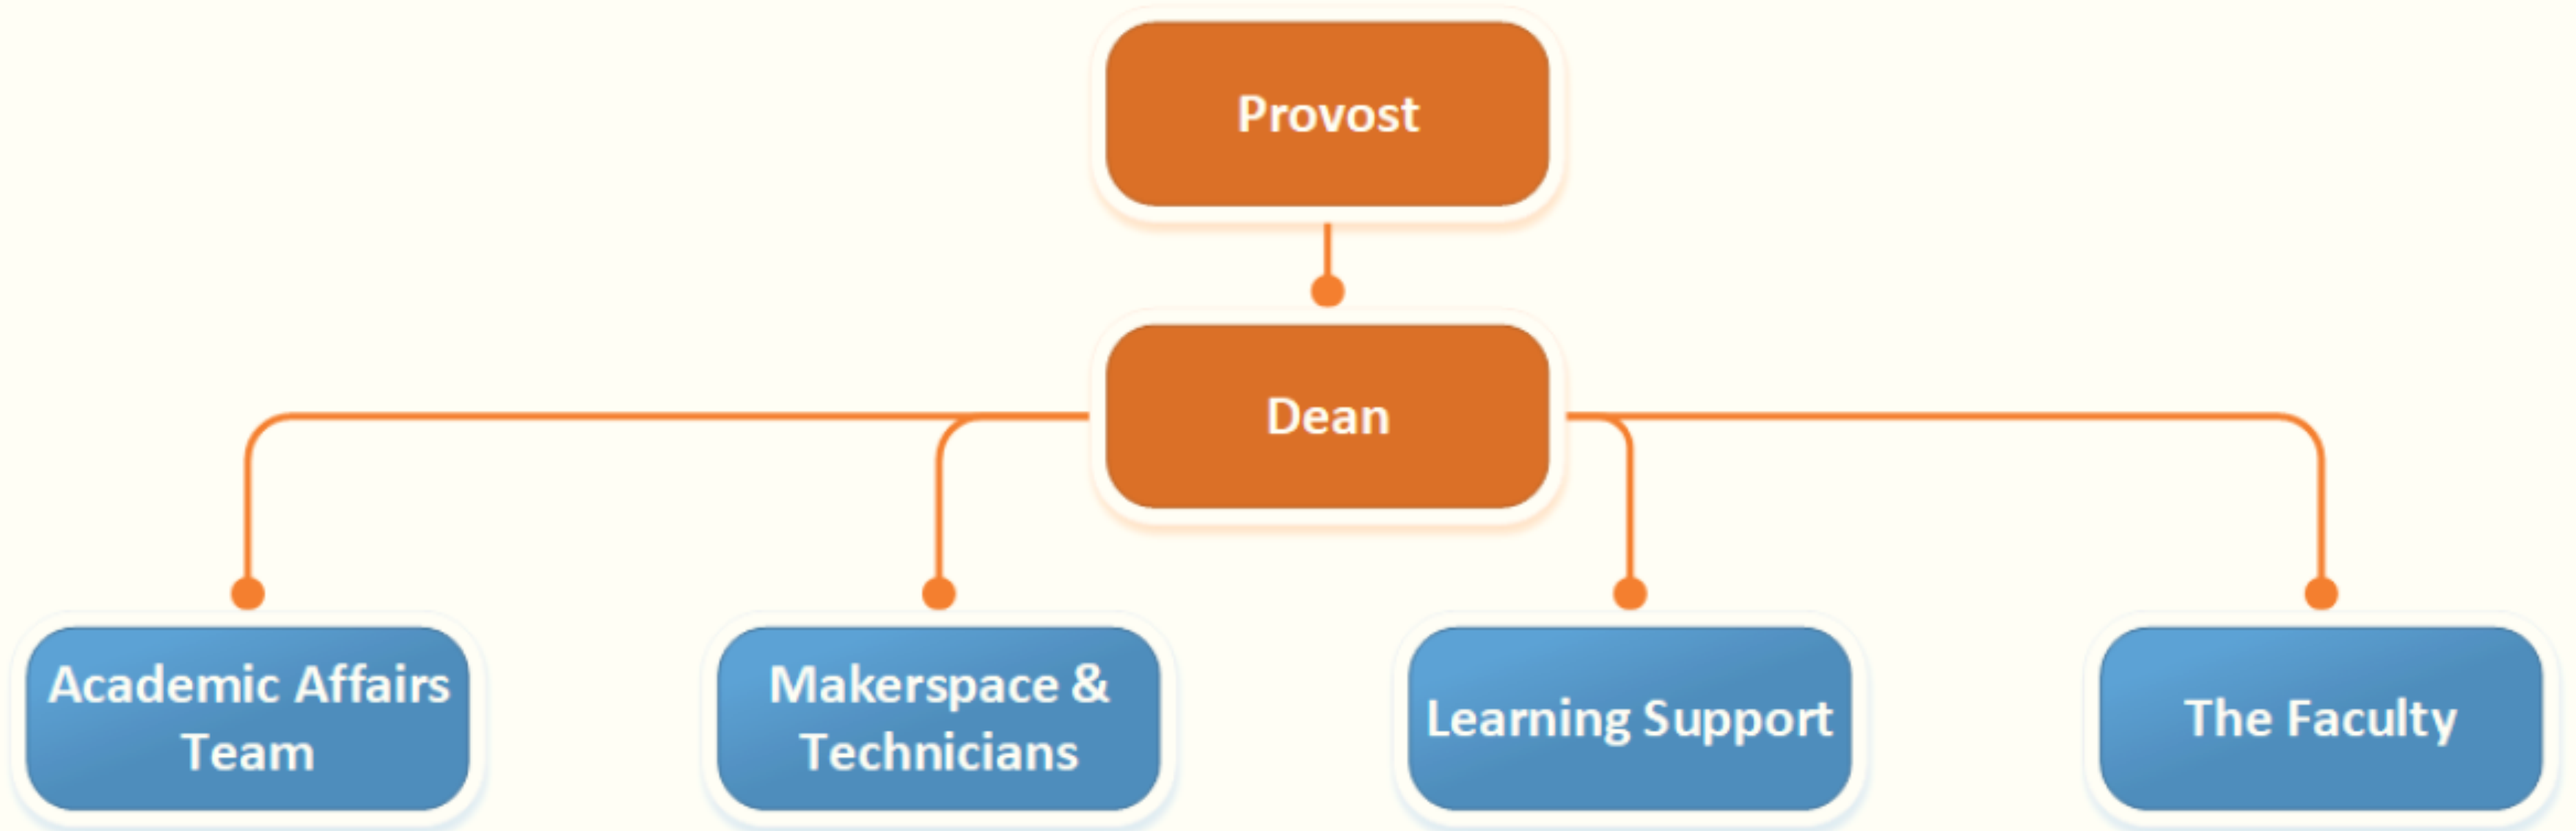 Provost
Dean
Academic Affairs
Team
Makerspace &
Technicians
Learning Support
The Faculty